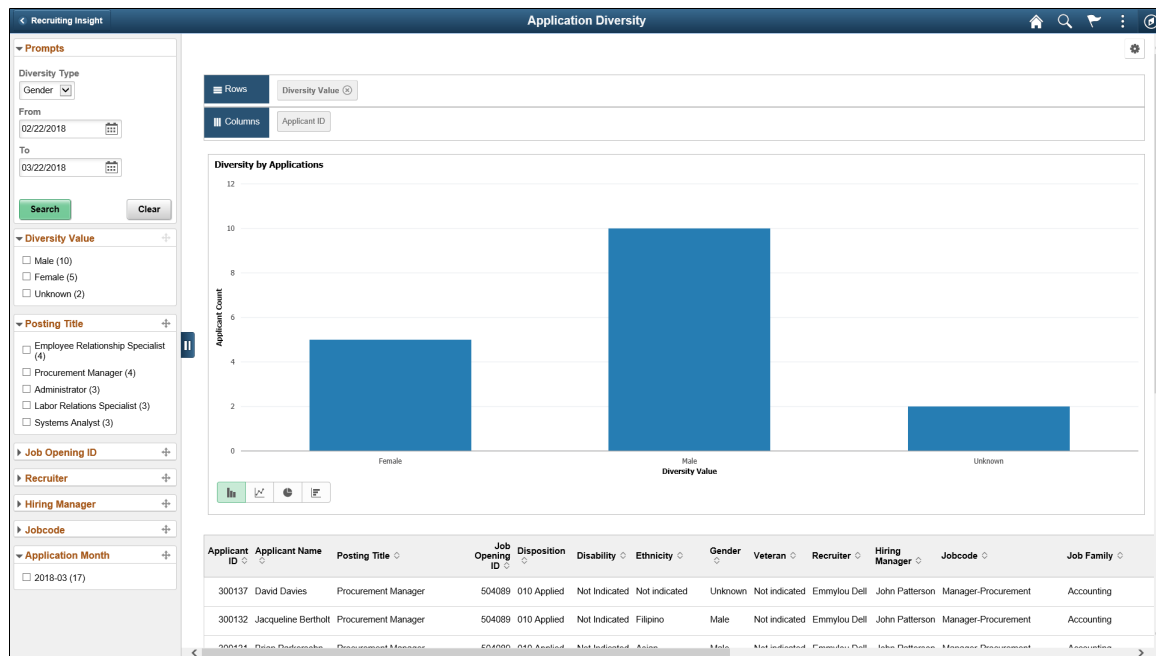 Recruiting Insight
Application Diversity
Prompts
Diversity Type
Gender
From
02/22/2018
To
03/22/2018
Search
Clear
Diversity Value
Male (10)
Female (5)
Unknown (2)
Posting Title
Employee Relationship Specialist
(4)
Procurement Manager (4)
Administrator (3)
Labor Relations Specialist (3)
Systems Analyst (3)
Job Opening ID
Recruiter
Hiring Manager
Jobcode
Application Month
2018-03 (17)
Rows
Diversity Value
Columns
Applicant ID
Diversity by Applications
12
10
8
6
4
2
0
Applicant Count
Female
Male
Unknown
Diversity Value
Applicant ID Applicant Name Posting Title Job Opening ID Disposition Disability Ethnicity Gender Veteran Recruiter Hiring Manager Jobcode Job Family
300137 David Davies Procurement Manager 504089 010 Applied Not Indicated Not indicated Unknown Not indicated Emmylou Dell John Patterson Manager-Procurement Accounting
300132 Jacqueline Bertholt Procurement Manager 504089 010 Applied Not Indicated Filipino Male Not indicated Emmylou Dell John Patterson Manager-Procurement Accounting